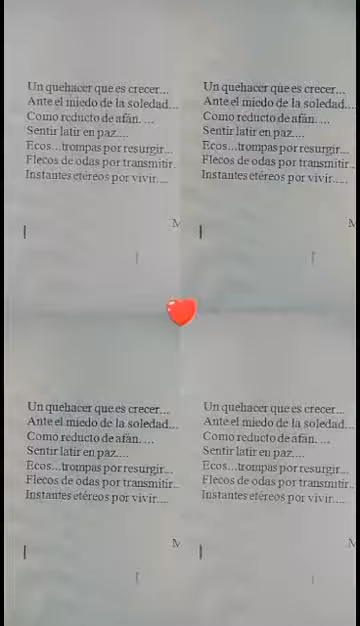 Un quehacer que es crecer...
Ante el miedo de la soledad...
Como reducto de afán. ...
Sentir latir en paz....
Ecos...trompas por resurgir...
Flecos de odas por transmitir.
Instantes etéreos por vivir....
Un quehacer que es crecer...
Ante el miedo de la soledad...
Como reducto de afán. ...
Sentir latir en paz....
Ecos...trompas por resurgir...
Flecos de odas por transmitir..
Instantes etéreos por vivir....
Un quehacer que es crecer...
Ante el miedo de la soledad...
Como reducto de afán. ...
Sentir latir en paz....
Ecos...trompas por resurgir...
Flecos de odas por transmitir..
Instantes etéreos por vivir....
Un quehacer que es crecer...
Ante el miedo de la soledad...
Como reducto de afán. ...
Sentir latir en paz....
Ecos...trompas por resurgir...
Flecos de odas por transmitir..
Instantes etéreos por vivir....